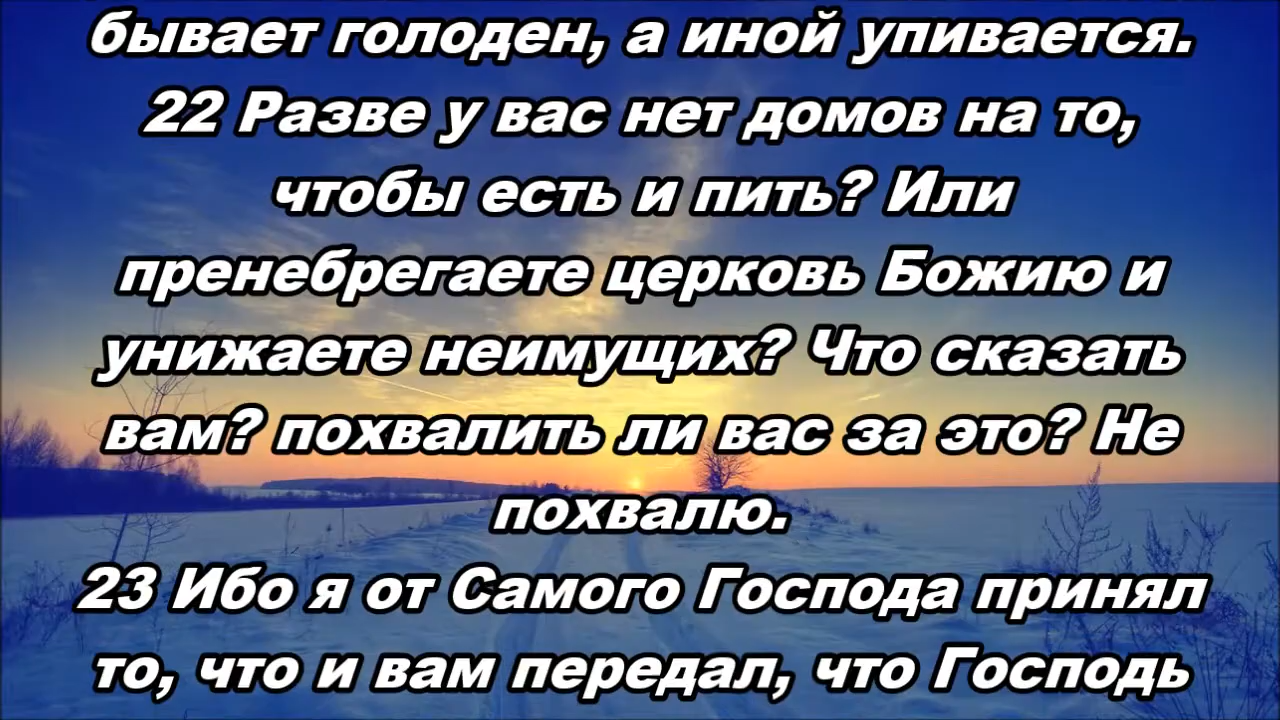 бывает голоден, а иной упивается.
22 Разве у вас нет домов на то,
чтобы есть и пить? Или
пренебрегаете церковь Божию и
унижаете неимущих? Что сказать
вам? похвалить ли вас за это? Не
похвалю.
23 Ибо я от Самого Господа принял
то, что и вам передал, что Господь